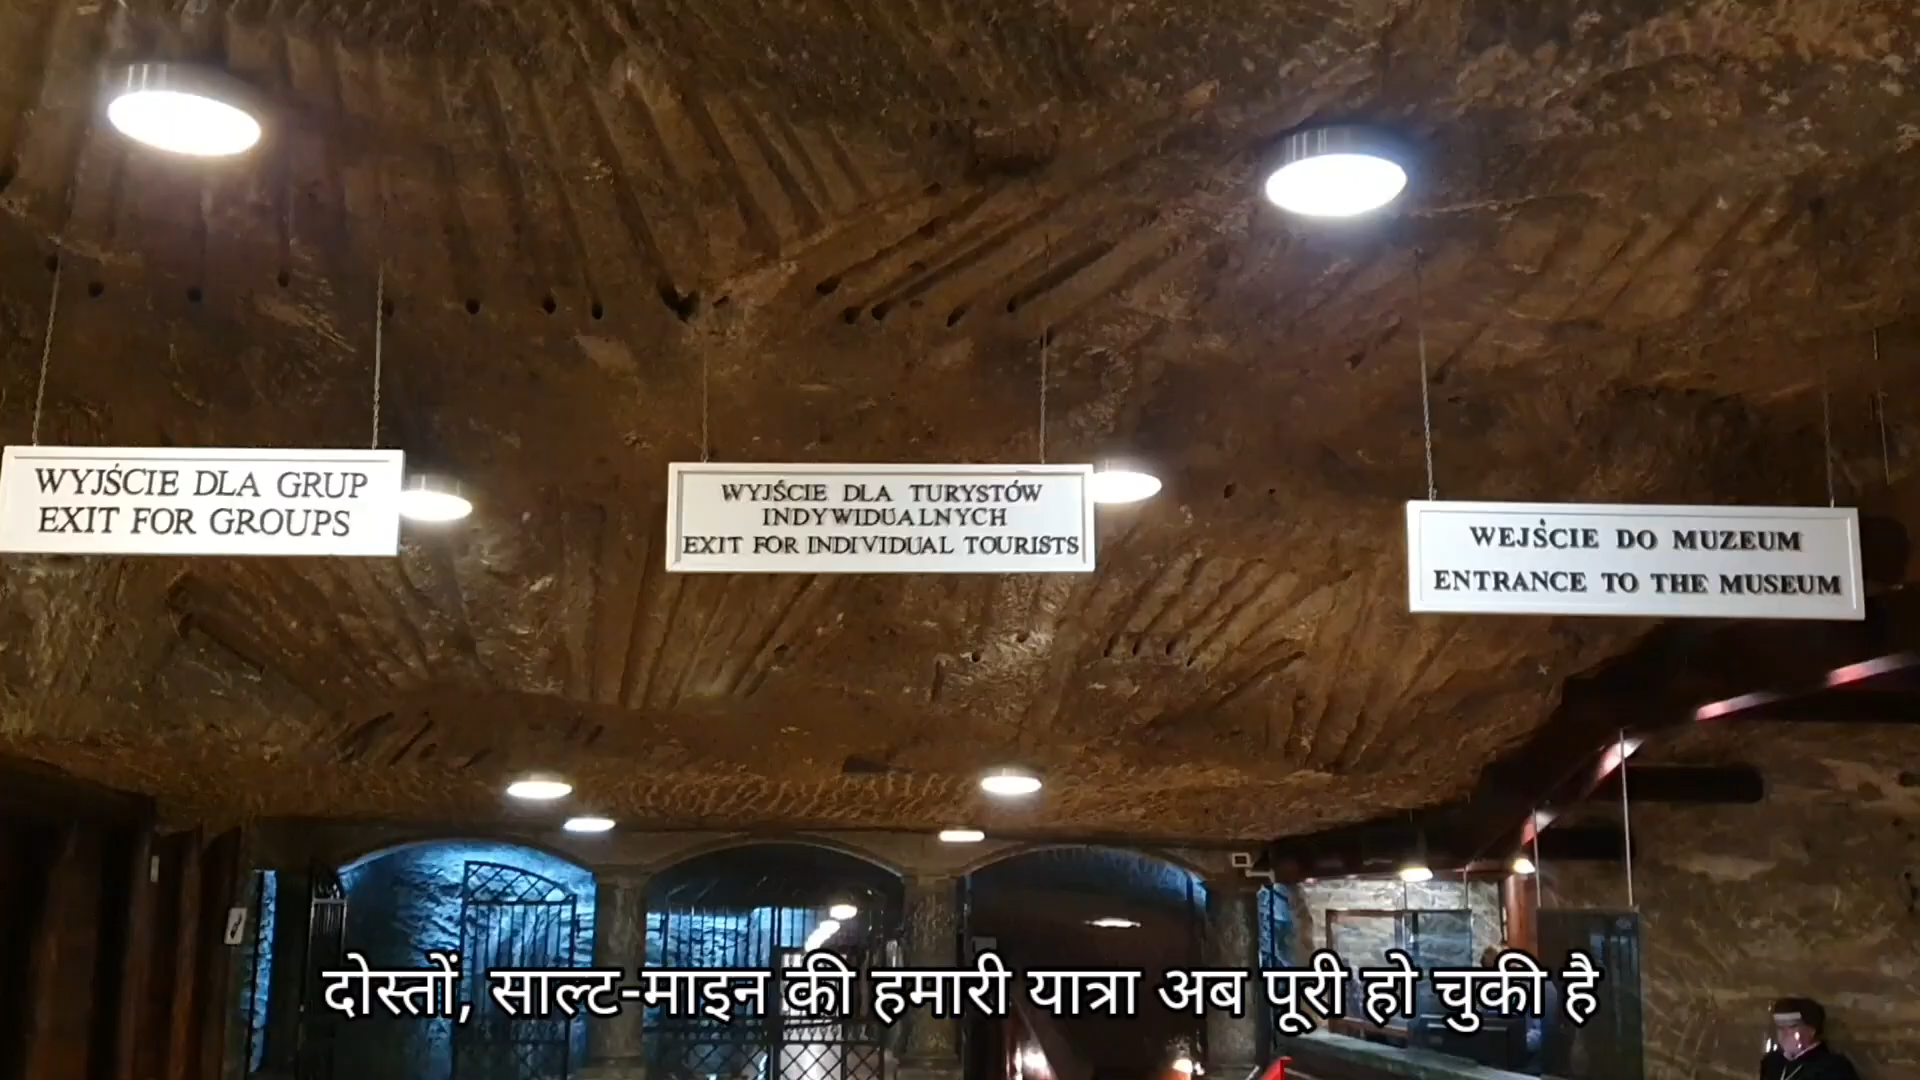 WYJŚCIE DLA GRUP
EXIT FOR GROUPS
WYJŚCIE DLA TURYSTÓW
INDYWIDUALNYCH
EXIT FOR INDIVIDUAL TOURISTS
WEJŚCIE DO MUZEUM
ENTRANCE TO THE MUSEUM
दोस्तों, साल्ट-माइन की हमारी यात्रा अब पूरी हो चुकी है